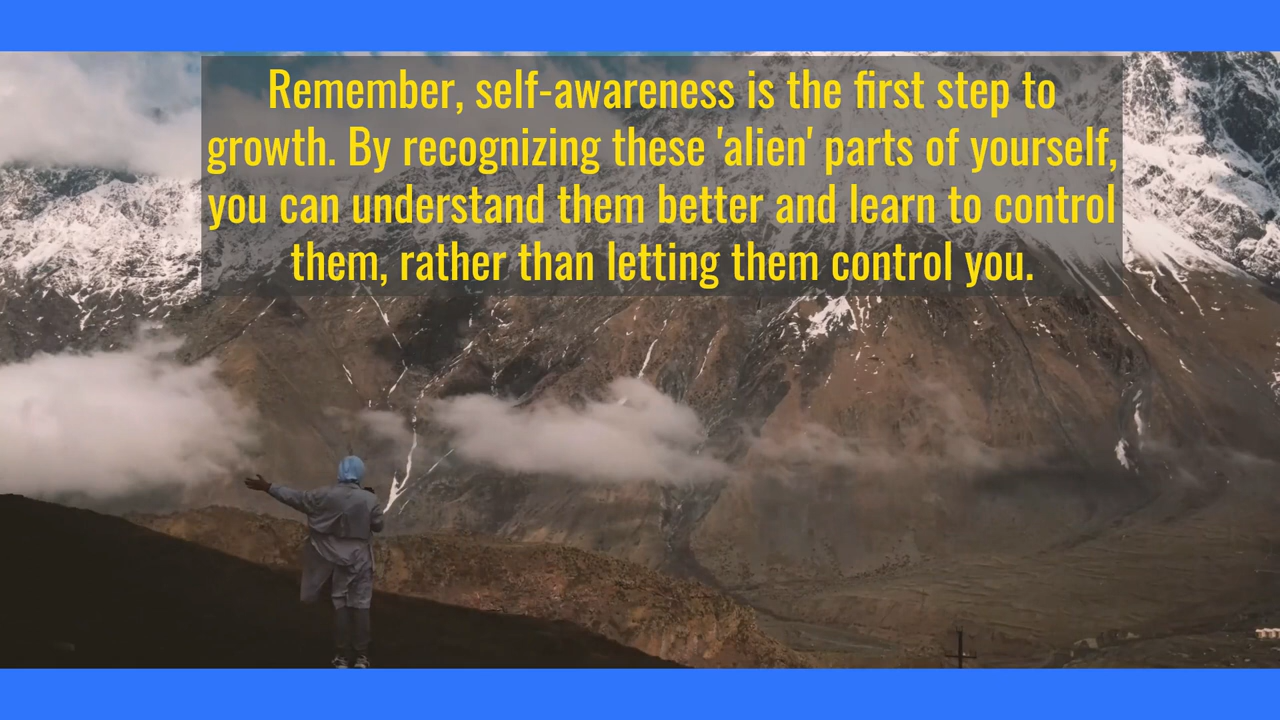 Remember, self-awareness is the first step to
growth. By recognizing these 'alien' parts of yourself,
you can understand them better and learn to control
them, rather than letting them control you.